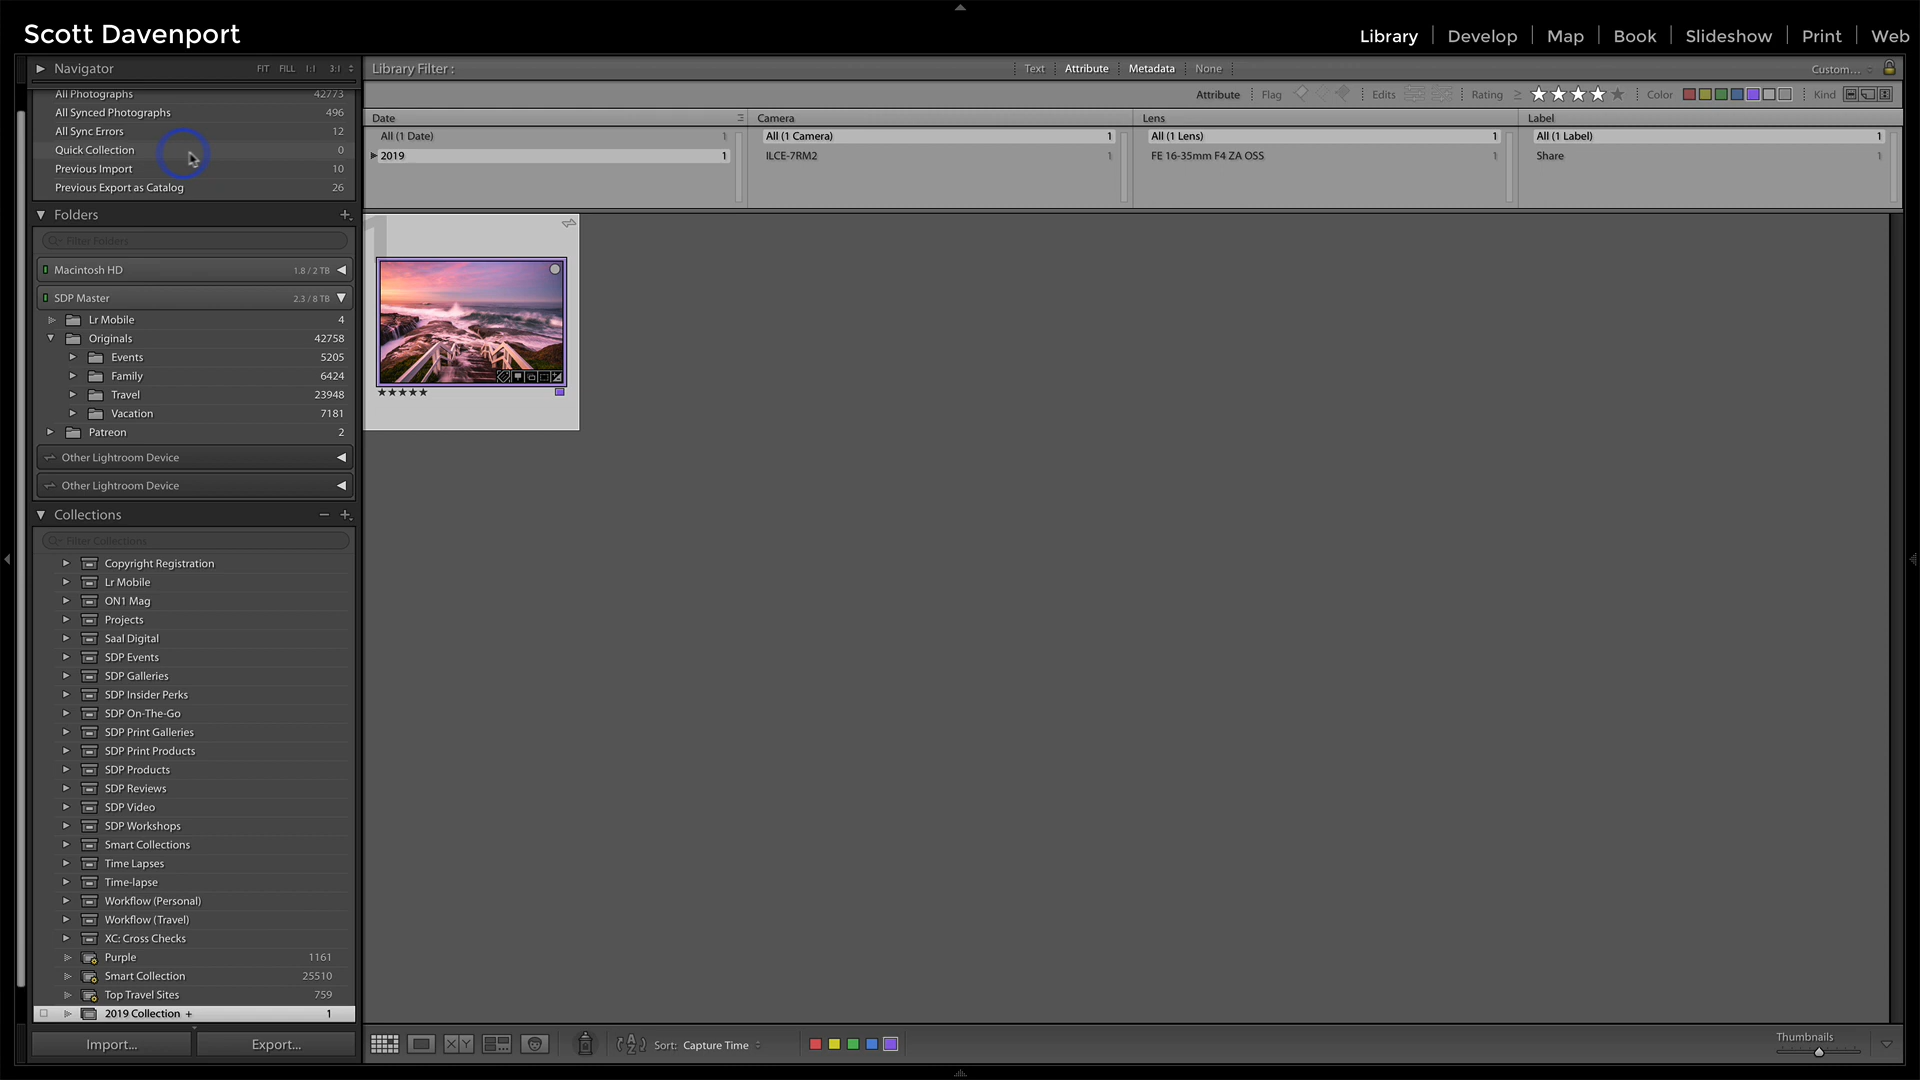 Scott Davenport
Library Develop Map Book Slideshow Print Web
Navigator FIT FILL 1:1 3:1
Library Filter : Text Attribute Metadata None Custom...
All Photographs 42773
All Synced Photographs 496
All Sync Errors 12
Quick Collection 0
Previous Import 10
Previous Export as Catalog 26
Attribute Flag Edits Rating ≥ Color Kind
Date Camera Lens Label
All (1 Date) 1 All (1 Camera) 1 All (1 Lens) 1 All (1 Label) 1
2019 1 ILCE-7RM2 1 FE 16-35mm F4 ZA OSS 1 Share 1
Folders
Filter Folders
Macintosh HD 1.8 / 2 TB
SDP Master 2.3 / 8 TB
Lr Mobile 4
Originals 42758
Events 5205
Family 6424
Travel 23948
Vacation 7181
Patreon 2
Other Lightroom Device
Other Lightroom Device
1
Collections
Filter Collections
Copyright Registration
Lr Mobile
ON1 Mag
Projects
Saal Digital
SDP Events
SDP Galleries
SDP Insider Perks
SDP On-The-Go
SDP Print Galleries
SDP Print Products
SDP Products
SDP Reviews
SDP Video
SDP Workshops
Smart Collections
Time Lapses
Time-lapse
Workflow (Personal)
Workflow (Travel)
XC: Cross Checks
Purple 1161
Smart Collection 25510
Top Travel Sites 759
2019 Collection + 1
Import... Export... XY Sort: Capture Time Thumbnails